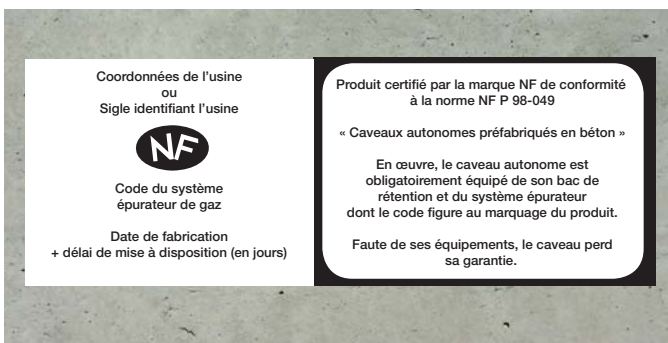 Coordonnées de l'usine
ou
Sigle identifiant l'usine
NF
Code du système
épurateur de gaz
Date de fabrication
+ délai de mise à disposition (en jours)
Produit certifié par la marque NF de conformité
à la norme NF P 98-049
« Caveaux autonomes préfabriqués en béton »
En œuvre, le caveau autonome est
obligatoirement équipé de son bac de
rétention et du système épurateur
dont le code figure au marquage du produit.
Faute de ses équipements, le caveau perd
sa garantie.